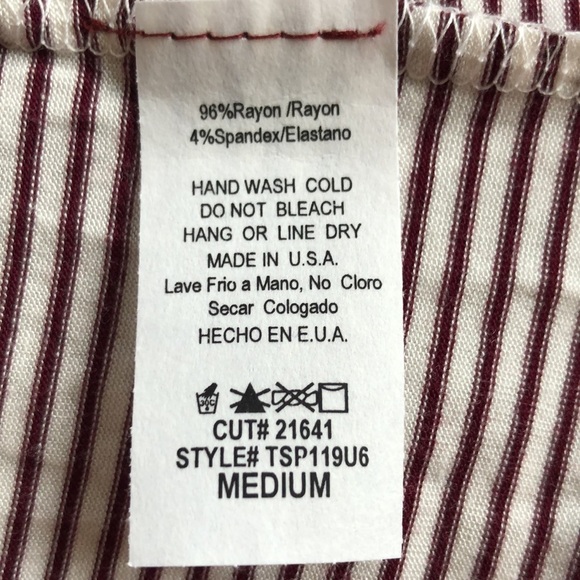 96%Rayon /Rayon
4%Spandex/Elastano
HAND WASH COLD
DO NOT BLEACH
HANG OR LINE DRY
MADE IN U.S.A.
Lave Frio a Mano, No Cloro
Secar Cologado
HECHO EN E.U.A.
30C
CUT# 21641
STYLE# TSP119U6
MEDIUM